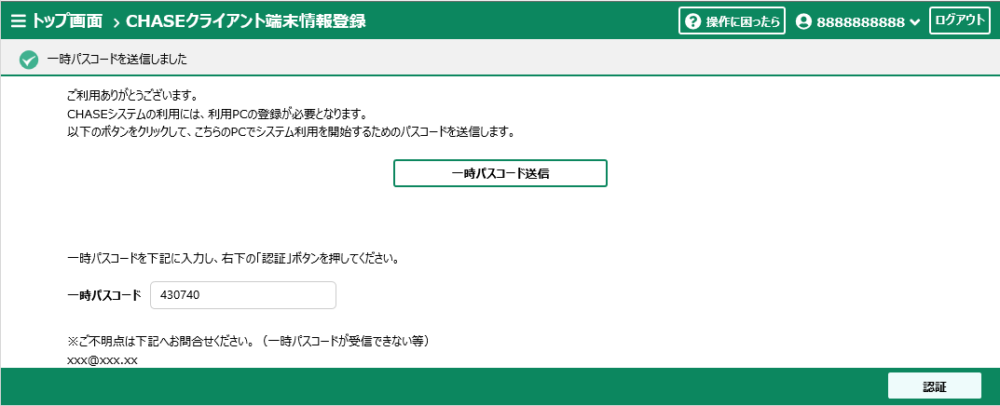 トップ画面 > CHASEクライアント端末情報登録 ? 操作に困ったら 8888888888 ログアウト
一時パスコードを送信しました
ご利用ありがとうございます。
CHASEシステムの利用には、利用PCの登録が必要となります。
以下のボタンをクリックして、こちらのPCでシステム利用を開始するためのパスコードを送信します。
一時パスコード送信
一時パスコードを下記に入力し、右下の「認証」ボタンを押してください。
一時パスコード 430740
※ご不明点は下記へお問合せください。（一時パスコードが受信できない等）
xxx@xxx.xx
認証